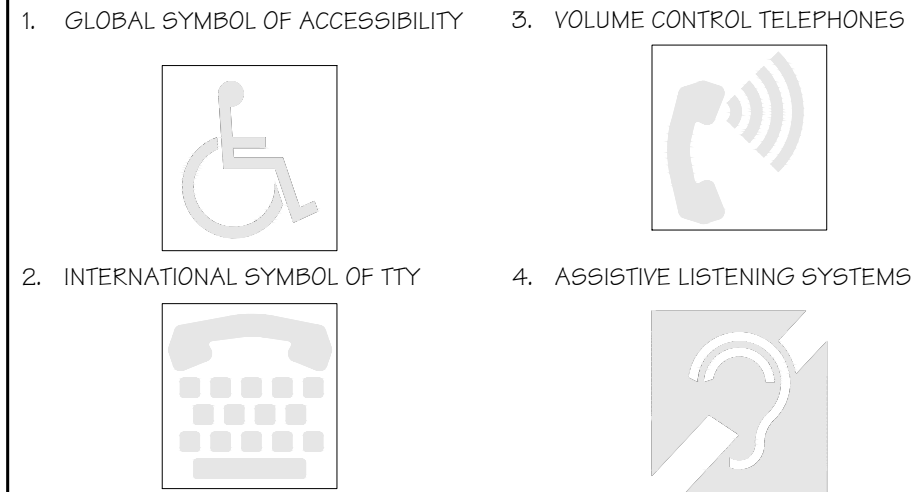 1. GLOBAL SYMBOL OF ACCESSIBILITY
2. INTERNATIONAL SYMBOL OF TTY
3. VOLUME CONTROL TELEPHONES
4. ASSISTIVE LISTENING SYSTEMS